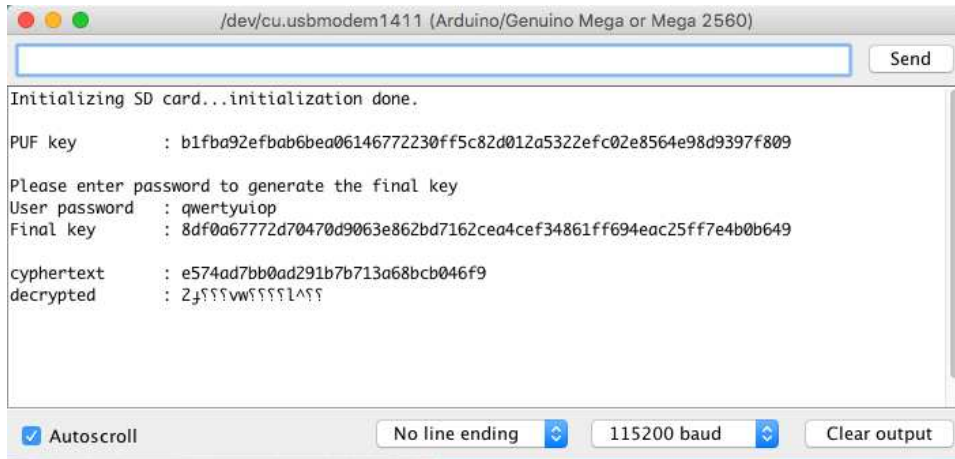 /dev/cu.usbmodem1411 (Arduino/Genuino Mega or Mega 2560)
Send
Initializing SD card...initialization done.
PUF key : b1fba92efbab6bea06146772230ff5c82d012a5322efc02e8564e98d9397f809
Please enter password to generate the final key
User password : qwertyuiop
Final key : 8df0a67772d70470d9063e862bd7162cea4cef34861ff694eac25ff7e4b0b649
cyphertext : e574ad7bb0ad291b7b713a68bcb046f9
decrypted :
Autoscroll
No line ending
115200 baud
Clear output